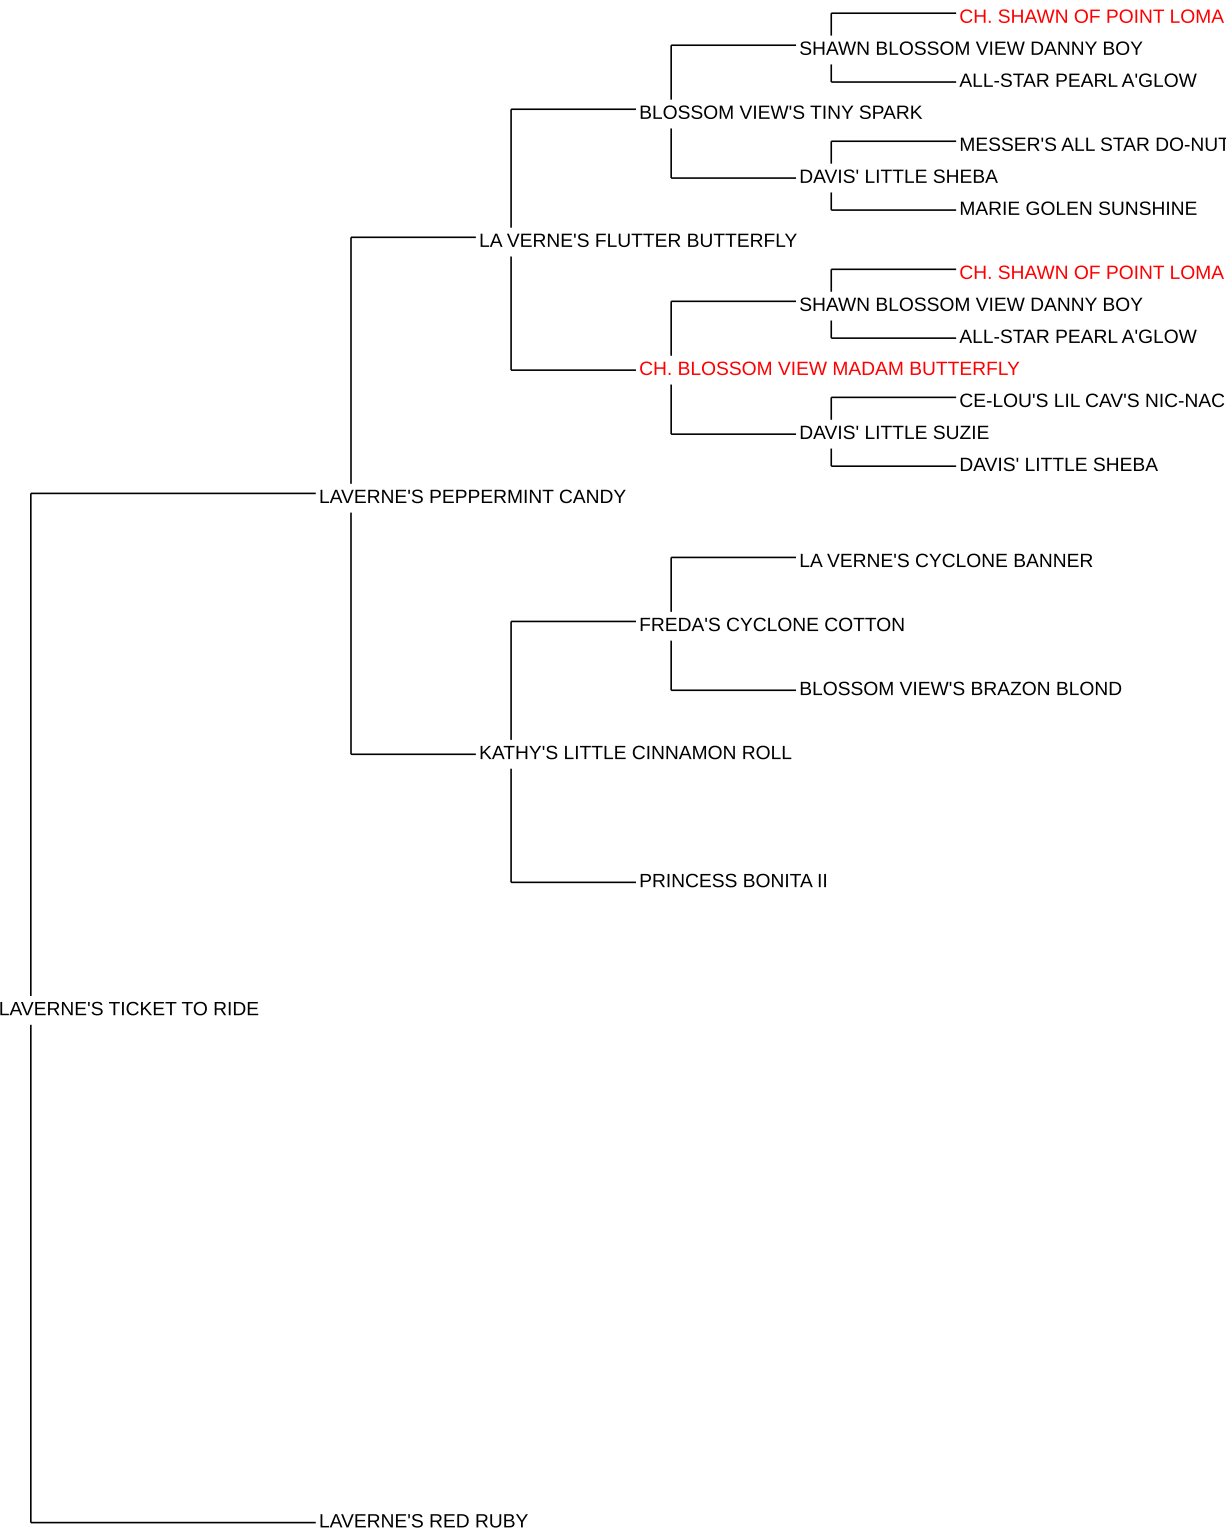 CH. SHAWN OF POINT LOMA
SHAWN BLOSSOM VIEW DANNY BOY
ALL-STAR PEARL A'GLOW
BLOSSOM VIEW'S TINY SPARK
MESSER'S ALL STAR DO-NUT
DAVIS' LITTLE SHEBA
MARIE GOLEN SUNSHINE
LA VERNE'S FLUTTER BUTTERFLY
CH. SHAWN OF POINT LOMA
SHAWN BLOSSOM VIEW DANNY BOY
ALL-STAR PEARL A'GLOW
CH. BLOSSOM VIEW MADAM BUTTERFLY
CE-LOU'S LIL CAV'S NIC-NAC
DAVIS' LITTLE SUZIE
DAVIS' LITTLE SHEBA
LAVERNE'S PEPPERMINT CANDY
LA VERNE'S CYCLONE BANNER
FREDA'S CYCLONE COTTON
BLOSSOM VIEW'S BRAZON BLOND
KATHY'S LITTLE CINNAMON ROLL
PRINCESS BONITA II
LAVERNE'S TICKET TO RIDE
LAVERNE'S RED RUBY